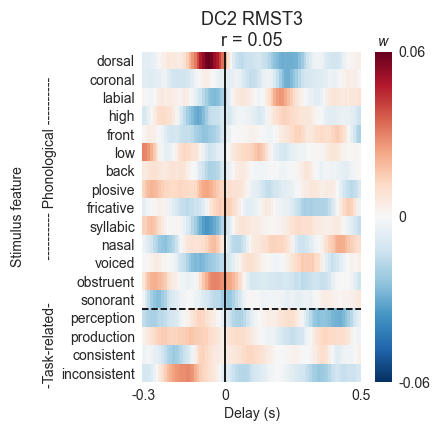 DC2 RMST3
r = 0.05
w
Stimulus feature
---------- Phonological ----------
-Task-related-
dorsal
coronal
labial
high
front
low
back
plosive
fricative
syllabic
nasal
voiced
obstruent
sonorant
perception
production
consistent
inconsistent
-0.3 0 0.5
Delay (s)
0.06
0
-0.06